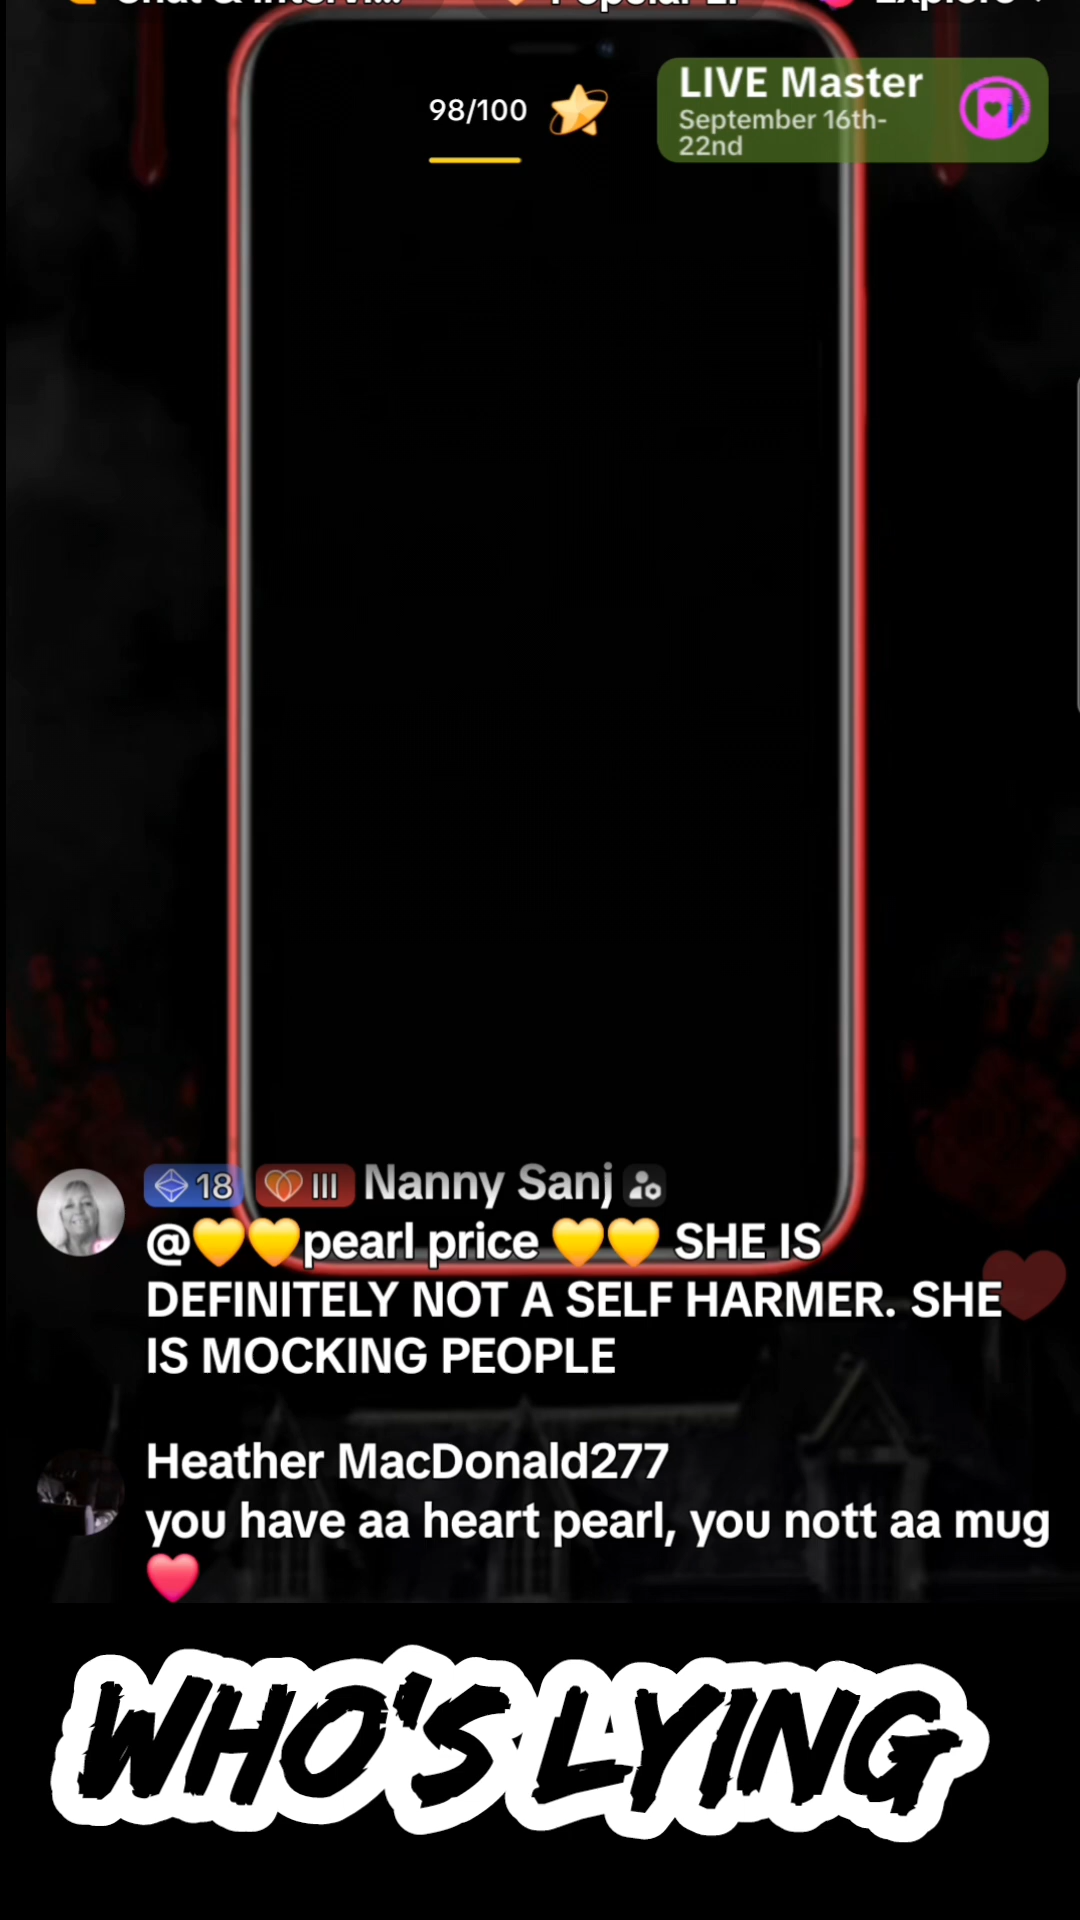 98/100
LIVE Master
September 16th-
22nd
18 III Nanny Sanj
@💛💛pearl price 💛💛 SHE IS
DEFINITELY NOT A SELF HARMER. SHE
IS MOCKING PEOPLE
Heather MacDonald277
you have aa heart pearl, you nott aa mug
❤️
WHO'S LYING